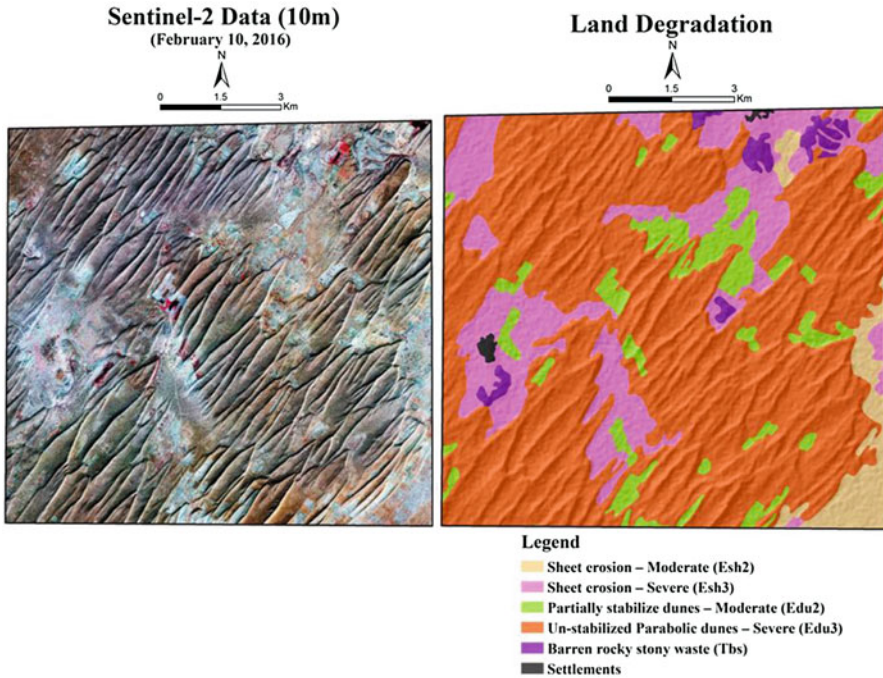 Sentinel-2 Data (10m)
(February 10, 2016)
N
0 1.5 3
Km
Land Degradation
N
0 1.5 3
Km
Legend
Sheet erosion – Moderate (Esh2)
Sheet erosion – Severe (Esh3)
Partially stabilize dunes – Moderate (Edu2)
Un-stabilized Parabolic dunes – Severe (Edu3)
Barren rocky stony waste (Tbs)
Settlements